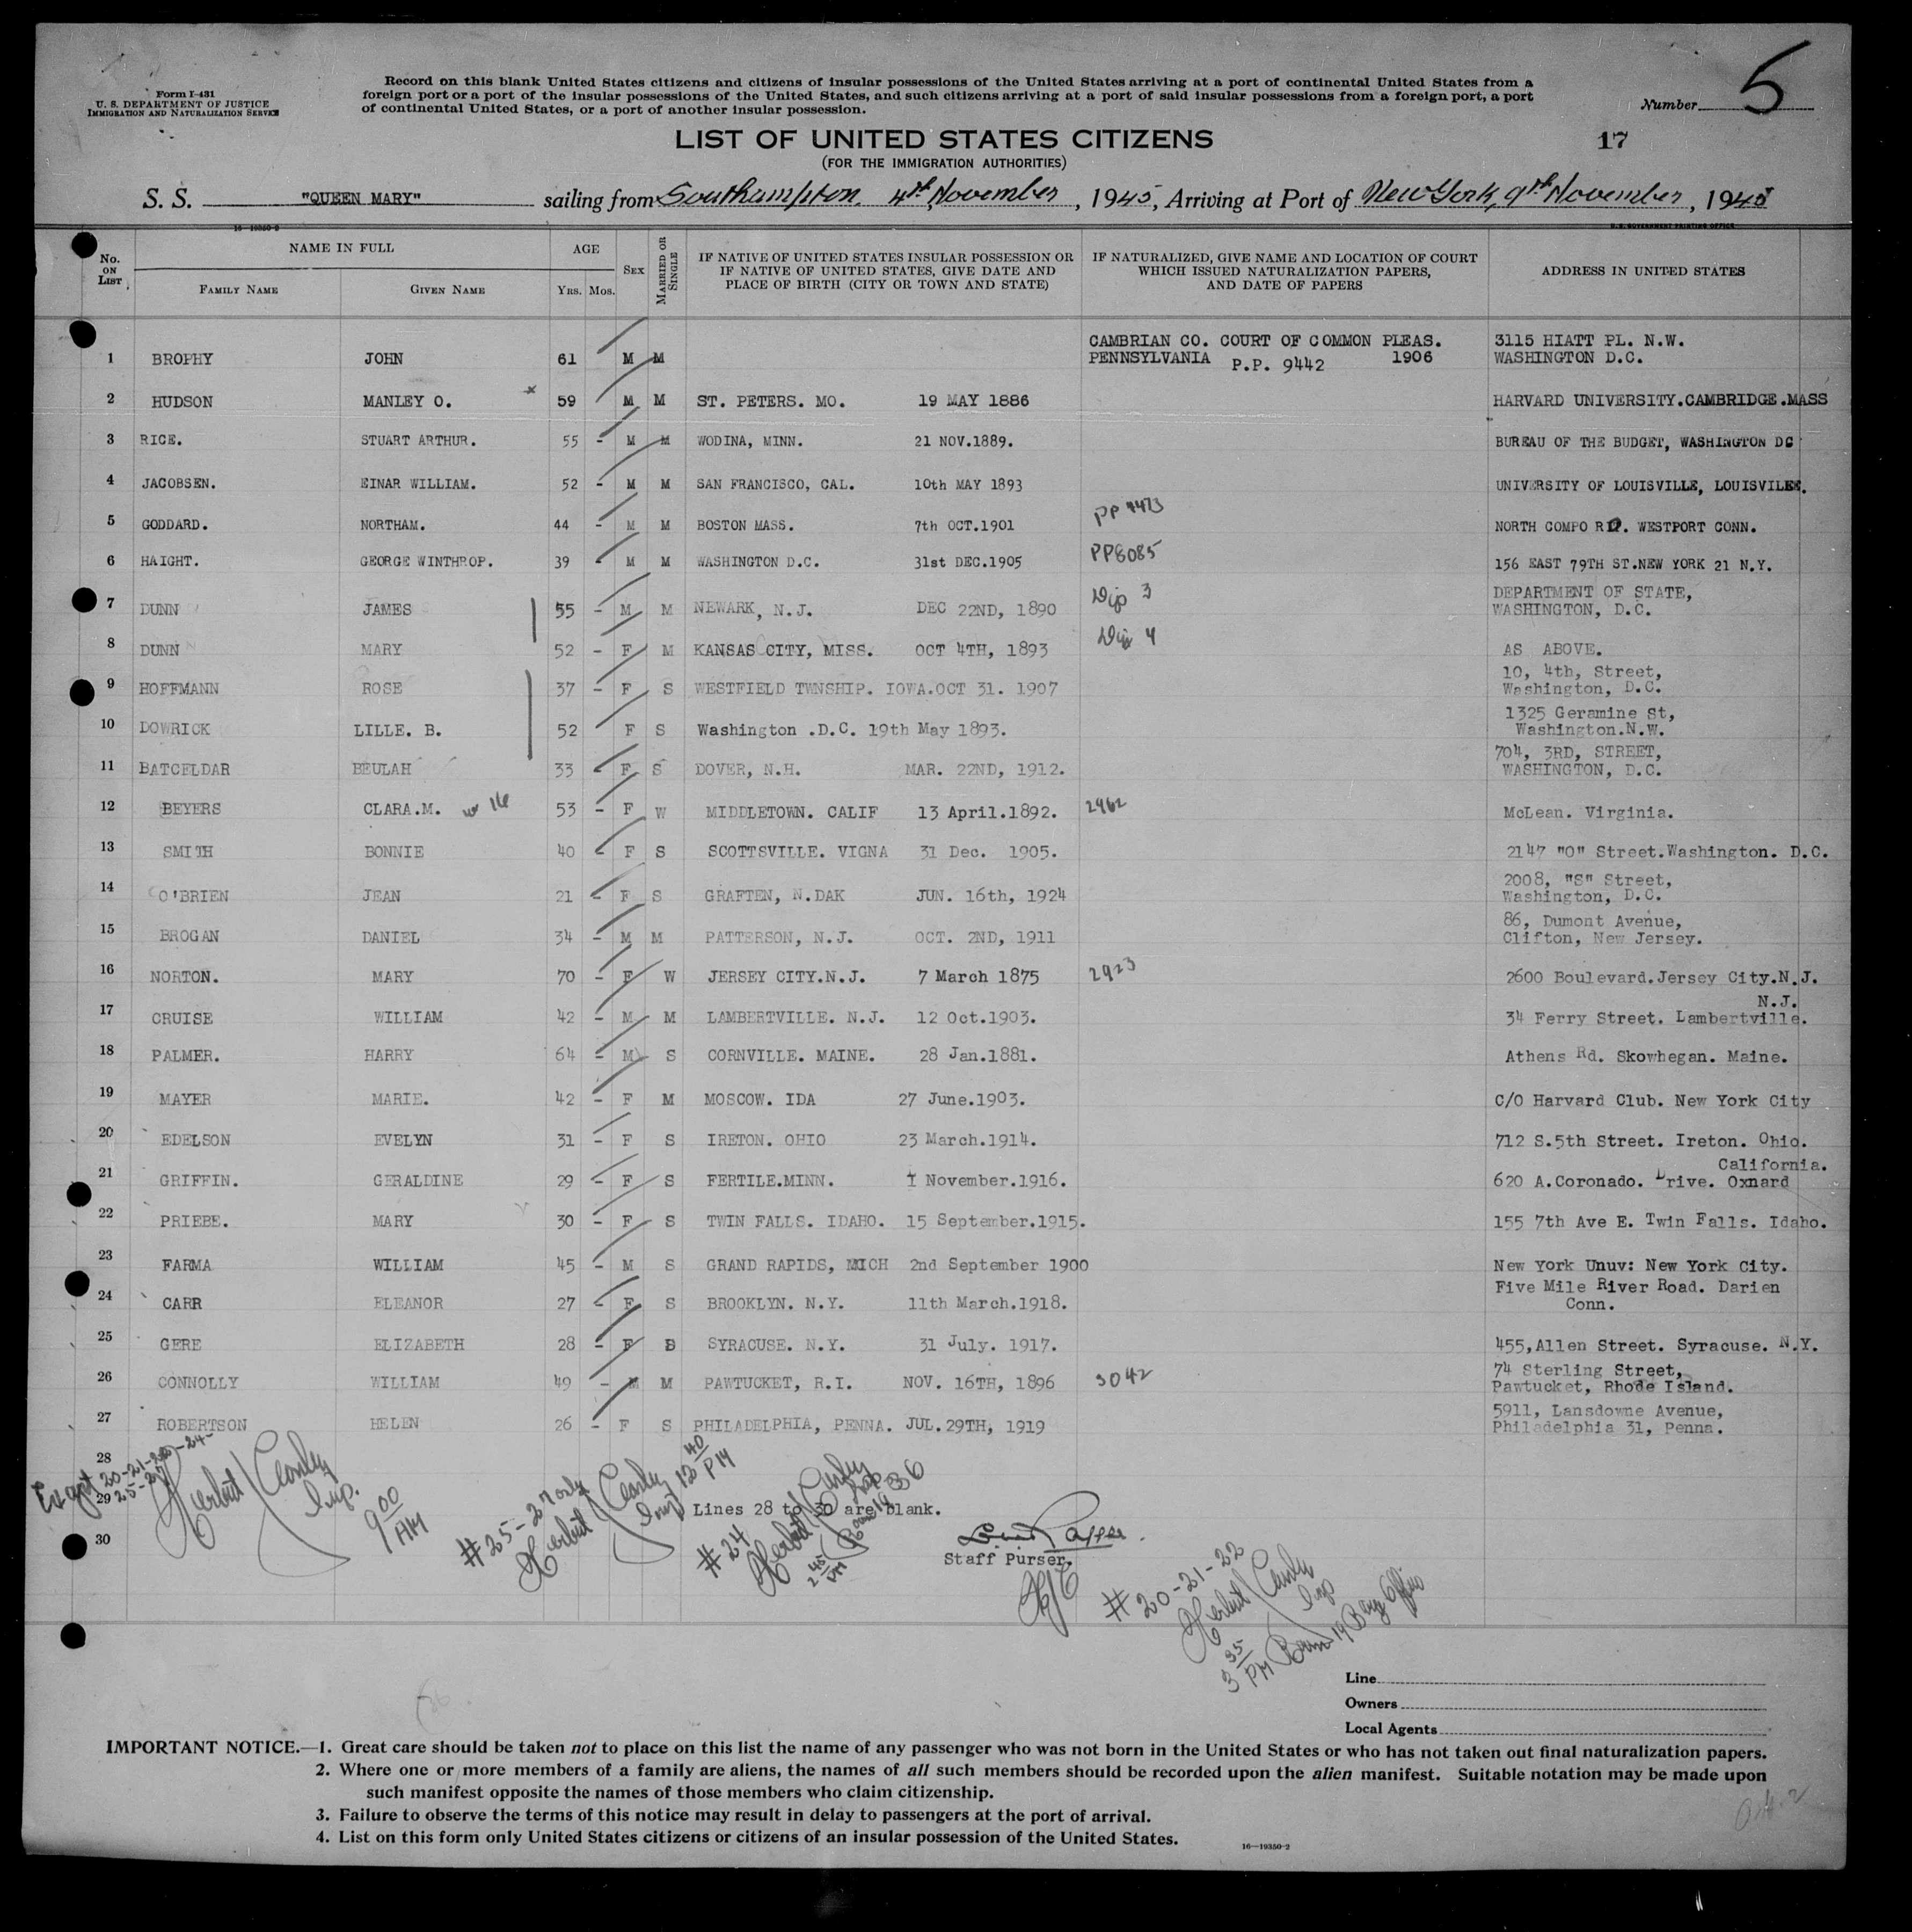 Form I-431
U. S. DEPARTMENT OF JUSTICE
IMMIGRATION AND NATURALIZATION SERVICE
Record on this blank United States citizens and citizens of insular possessions of the United States arriving at a port of continental United States from a
foreign port or a port of the insular possessions of the United States, and such citizens arriving at a port of said insular possessions from a foreign port, a port
of continental United States, or a port of another insular possession.
Number 5
LIST OF UNITED STATES CITIZENS
17
(FOR THE IMMIGRATION AUTHORITIES)
S. S. "QUEEN MARY" sailing from Southampton. 4th November, 1945, Arriving at Port of New York, 9th November, 1945
16—19350-2 U.S. GOVERNMENT PRINTING OFFICE
No. ON LIST
NAME IN FULL
FAMILY NAME GIVEN NAME
AGE
YRS. MOS.
SEX
MARRIED OR SINGLE
IF NATIVE OF UNITED STATES INSULAR POSSESSION OR
IF NATIVE OF UNITED STATES, GIVE DATE AND
PLACE OF BIRTH (CITY OR TOWN AND STATE)
IF NATURALIZED, GIVE NAME AND LOCATION OF COURT
WHICH ISSUED NATURALIZATION PAPERS,
AND DATE OF PAPERS
ADDRESS IN UNITED STATES
CAMBRIAN CO. COURT OF COMMON PLEAS. 3115 HIATT PL. N.W.
1 BROPHY JOHN 61 M M PENNSYLVANIA P.P. 9442 1906 WASHINGTON D.C.
2 HUDSON MANLEY O. 59 M M ST. PETERS. MO. 19 MAY 1886 HARVARD UNIVERSITY.CAMBRIDGE.MASS
3 RICE. STUART ARTHUR. 55 - M M WODINA, MINN. 21 NOV.1889. BUREAU OF THE BUDGET, WASHINGTON DC
4 JACOBSEN. EINAR WILLIAM. 52 - M M SAN FRANCISCO, CAL. 10th MAY 1893 UNIVERSITY OF LOUISVILLE,
5 GODDARD. NORTHAM. 44 - M M BOSTON MASS. 7th OCT.1901 NORTH COMPO RD. WESTPORT CONN.
6 HAIGHT. GEORGE WINTHROP. 39 - M M WASHINGTON D.C. 31st DEC.1905 PP8085 156 EAST 79TH ST.NEW YORK 21 N.Y.
DEPARTMENT OF STATE,
7 DUNN JAMES 55 - M M NEWARK, N.J. DEC 22ND, 1890 Dip 3 WASHINGTON, D.C.
8 DUNN MARY 52 - F M KANSAS CITY, MISS. OCT 4TH, 1893 Dip 4 AS ABOVE.
10, 4th, Street,
9 HOFFMANN ROSE 37 - F S WESTFIELD TWNSHIP. IOWA.OCT 31. 1907 Washington, D.C.
1325 Geramine St,
10 DOWRICK LILLE. B. 52 F S Washington .D.C. 19th May 1893. Washington.N.W.
704, 3RD, STREET,
11 BATCELDAR BEULAH 33 - F S DOVER, N.H. MAR. 22ND, 1912. WASHINGTON, D.C.
12 BEYERS CLARA.M. 53 - F W MIDDLETOWN. CALIF 13 April.1892. 2962 McLean. Virginia.
13 SMITH BONNIE 40 - F S SCOTTSVILLE. VIGNA 31 Dec. 1905. 2147 "O" Street.Washington. D.C.
2008, "S" Street,
14 O'BRIEN JEAN 21 - F S GRAFTEN, N.DAK JUN. 16th, 1924 Washington, D.C.
86, Dumont Avenue,
15 BROGAN DANIEL 34 - M M PATTERSON, N.J. OCT. 2ND, 1911 Clifton, New Jersey.
16 NORTON. MARY 70 - F W JERSEY CITY.N.J. 7 March 1875 2923 2600 Boulevard.Jersey City.N.J.
N.J.
17 CRUISE WILLIAM 42 - M M LAMBERTVILLE. N.J. 12 Oct.1903. 34 Ferry Street. Lambertville.
18 PALMER. HARRY 64 - M S CORNVILLE. MAINE. 28 Jan.1881. Athens Rd. Skowhegan. Maine.
19 MAYER MARIE. 42 - F M MOSCOW. IDA 27 June.1903. C/O Harvard Club. New York City
20 EDELSON EVELYN 31 - F S IRETON. OHIO 23 March.1914. 712 S.5th Street. Ireton. Ohio.
California.
21 GRIFFIN. GERALDINE 29 - F S FERTILE.MINN. 1 November.1916. 620 A.Coronado. Drive. Oxnard
22 PRIEBE. MARY 30 - F S TWIN FALLS. IDAHO. 15 September.1915. 155 7th Ave E. Twin Falls. Idaho.
23 FARMA WILLIAM 45 - M S GRAND RAPIDS, MICH 2nd September 1900 New York Unuv: New York City.
Five Mile River Road. Darien
24 CARR ELEANOR 27 - F S BROOKLYN. N.Y. 11th March.1918. Conn.
25 GERE ELIZABETH 28 - F SYRACUSE. N.Y. 31 July. 1917. 455,Allen Street. Syracuse. N.Y.
74 Sterling Street,
26 CONNOLLY WILLIAM 49 - M M PAWTUCKET, R.I. NOV. 16TH, 1896 3042 Pawtucket, Rhode Island.
5911, Lansdowne Avenue,
27 ROBERTSON HELEN 26 - F S PHILADELPHIA, PENNA. JUL.29TH, 1919 Philadelphia 31, Penna.
28
29
30
Except
9 00 AM
#25-27 only
12 40 PM
Lines 28 to 30 are blank.
#24
2 45 PM
Staff Purser.
#20-21-22
3 35 PM
Line
Owners
Local Agents
IMPORTANT NOTICE.—1. Great care should be taken not to place on this list the name of any passenger who was not born in the United States or who has not taken out final naturalization papers.
2. Where one or more members of a family are aliens, the names of all such members should be recorded upon the alien manifest. Suitable notation may be made upon
such manifest opposite the names of those members who claim citizenship.
3. Failure to observe the terms of this notice may result in delay to passengers at the port of arrival.
4. List on this form only United States citizens or citizens of an insular possession of the United States.
16—19350-2